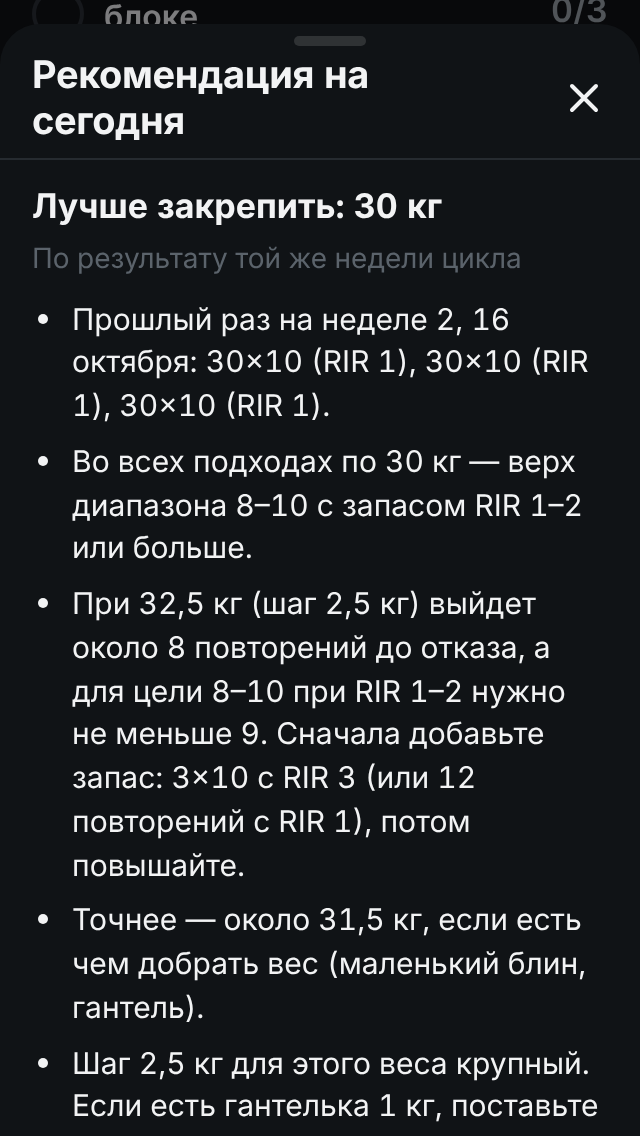 блоке
0/3
Рекомендация на
сегодня
Лучше закрепить: 30 кг
По результату той же недели цикла
• Прошлый раз на неделе 2, 16
октября: 30×10 (RIR 1), 30×10 (RIR
1), 30×10 (RIR 1).
• Во всех подходах по 30 кг — верх
диапазона 8–10 с запасом RIR 1–2
или больше.
• При 32,5 кг (шаг 2,5 кг) выйдет
около 8 повторений до отказа, а
для цели 8–10 при RIR 1–2 нужно
не меньше 9. Сначала добавьте
запас: 3×10 с RIR 3 (или 12
повторений с RIR 1), потом
повышайте.
• Точнее — около 31,5 кг, если есть
чем добрать вес (маленький блин,
гантель).
• Шаг 2,5 кг для этого веса крупный.
Если есть гантелька 1 кг, поставьте